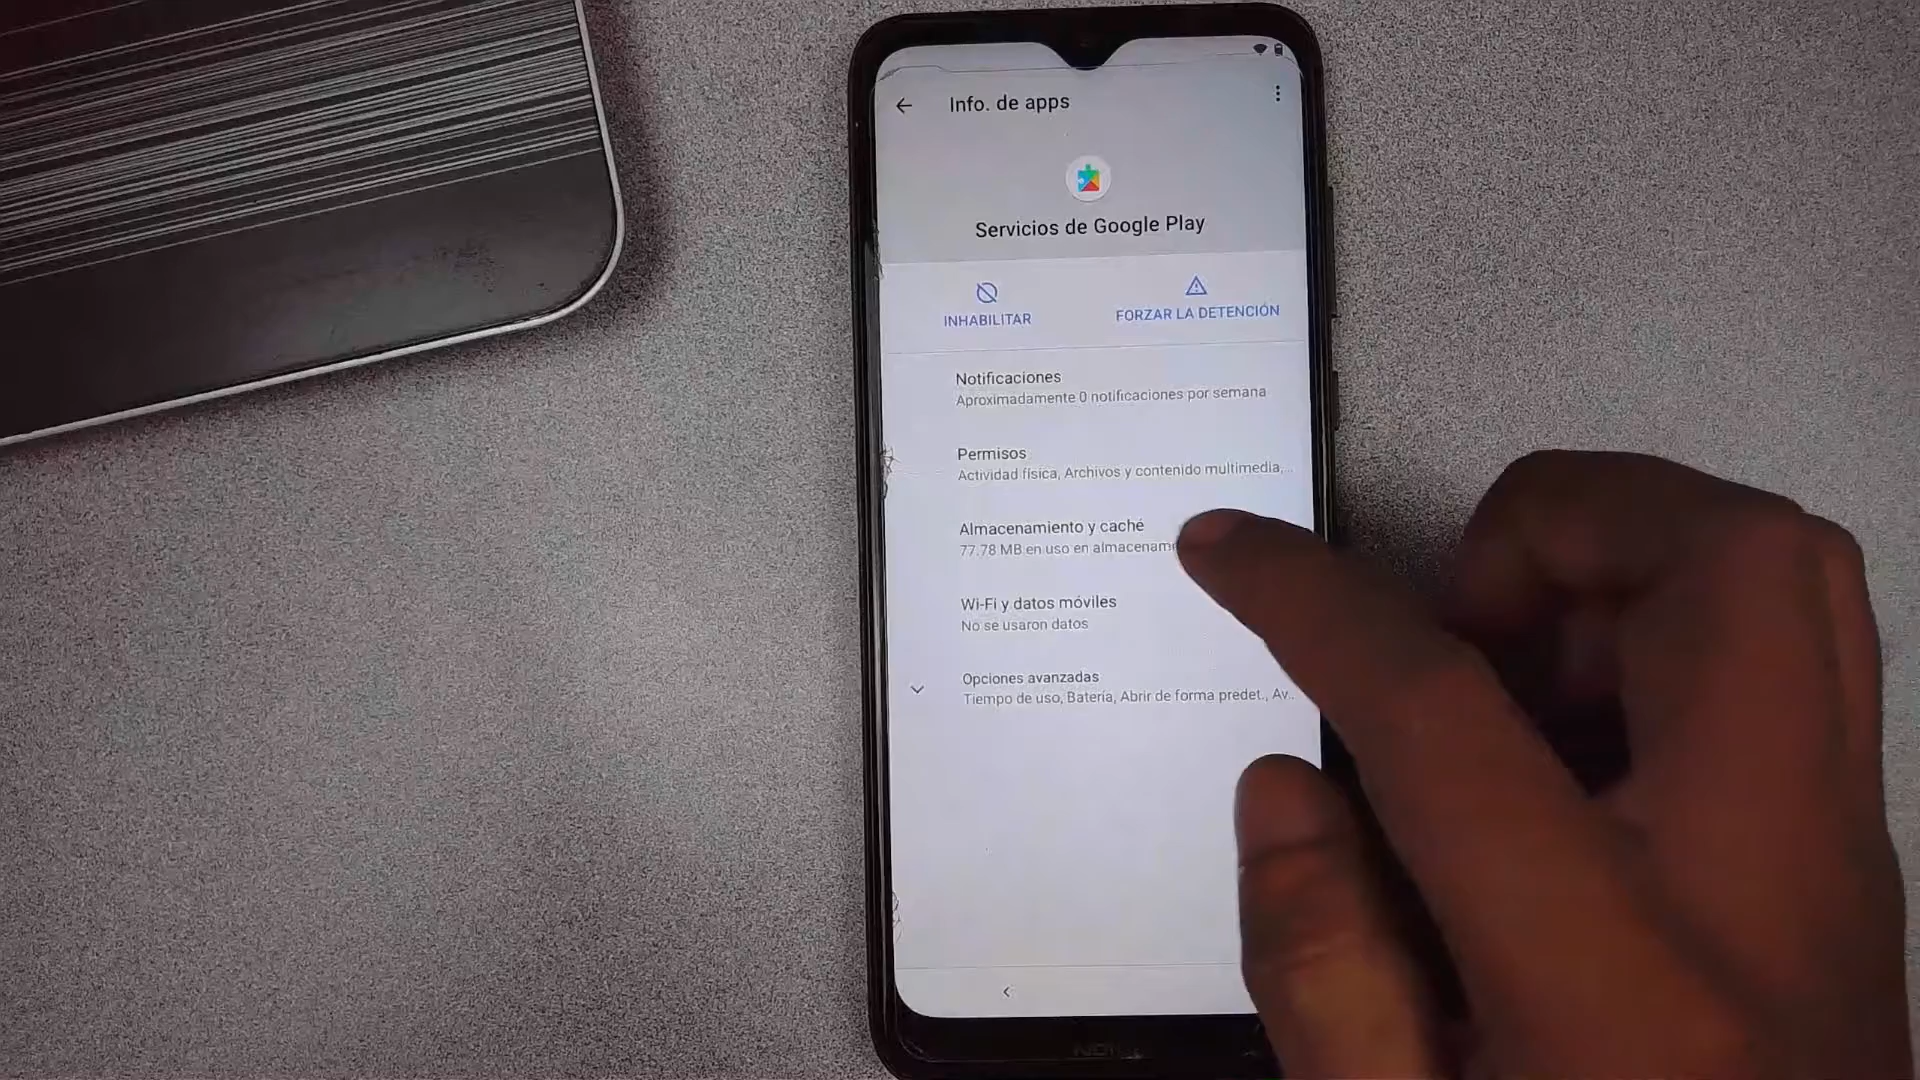 Info. de apps
Servicios de Google Play
INHABILITAR
FORZAR LA DETENCIÓN
Notificaciones
Aproximadamente 0 notificaciones por semana
Permisos
Actividad física, Archivos y contenido multimedia,...
Almacenamiento y caché
77.78 MB en uso en almacenam
Wi-Fi y datos móviles
No se usaron datos
Opciones avanzadas
Tiempo de uso, Batería, Abrir de forma predet., Av..